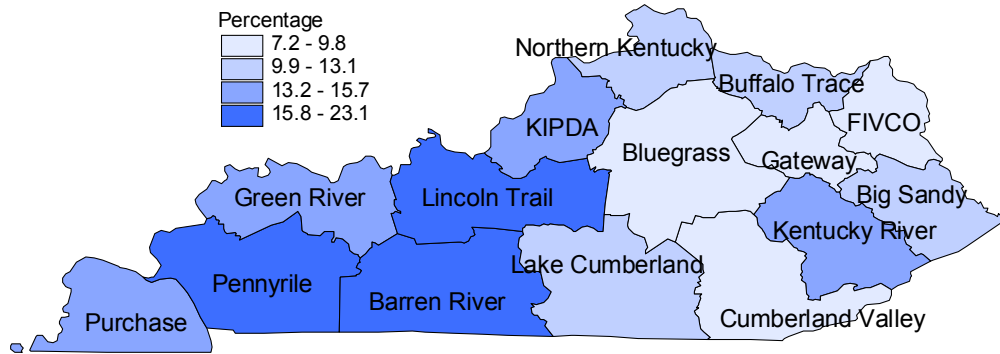 Percentage
7.2 - 9.8
9.9 - 13.1
13.2 - 15.7
15.8 - 23.1
Northern Kentucky
Buffalo Trace
FIVCO
KIPDA
Bluegrass
Gateway
Big Sandy
Green River
Lincoln Trail
Kentucky River
Lake Cumberland
Pennyrile
Barren River
Purchase
Cumberland Valley